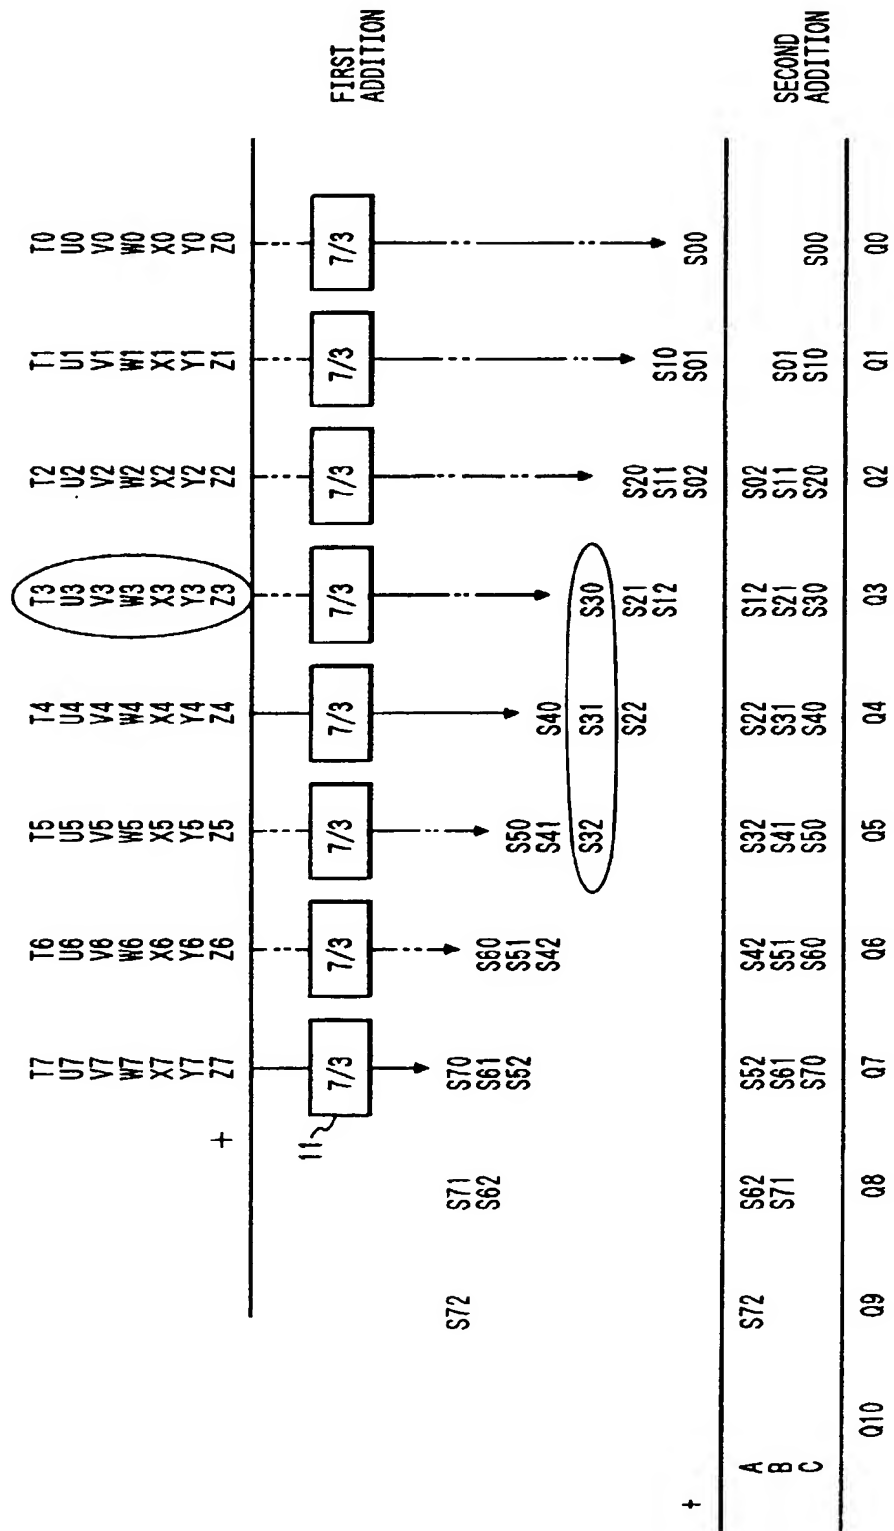 T7 T6 T5 T4 T3 T2 T1 T0
U7 U6 U5 U4 U3 U2 U1 U0
V7 V6 V5 V4 V3 V2 V1 V0
W7 W6 W5 W4 W3 W2 W1 W0
X7 X6 X5 X4 X3 X2 X1 X0
Y7 Y6 Y5 Y4 Y3 Y2 Y1 Y0
+ Z7 Z6 Z5 Z4 Z3 Z2 Z1 Z0
11
7/3 7/3 7/3 7/3 7/3 7/3 7/3 7/3
FIRST
ADDITION
S72 S71 S70
S62 S61 S60
S52 S51 S50
S42 S41 S40
S32 S31 S30
S22 S21 S20
S12 S11 S10
+ S02 S01 S00
A S72 S62 S52 S42 S32 S22 S12 S02
B S71 S61 S51 S41 S31 S21 S11 S01
C S70 S60 S50 S40 S30 S20 S10 S00
SECOND
ADDITION
Q10 Q9 Q8 Q7 Q6 Q5 Q4 Q3 Q2 Q1 Q0